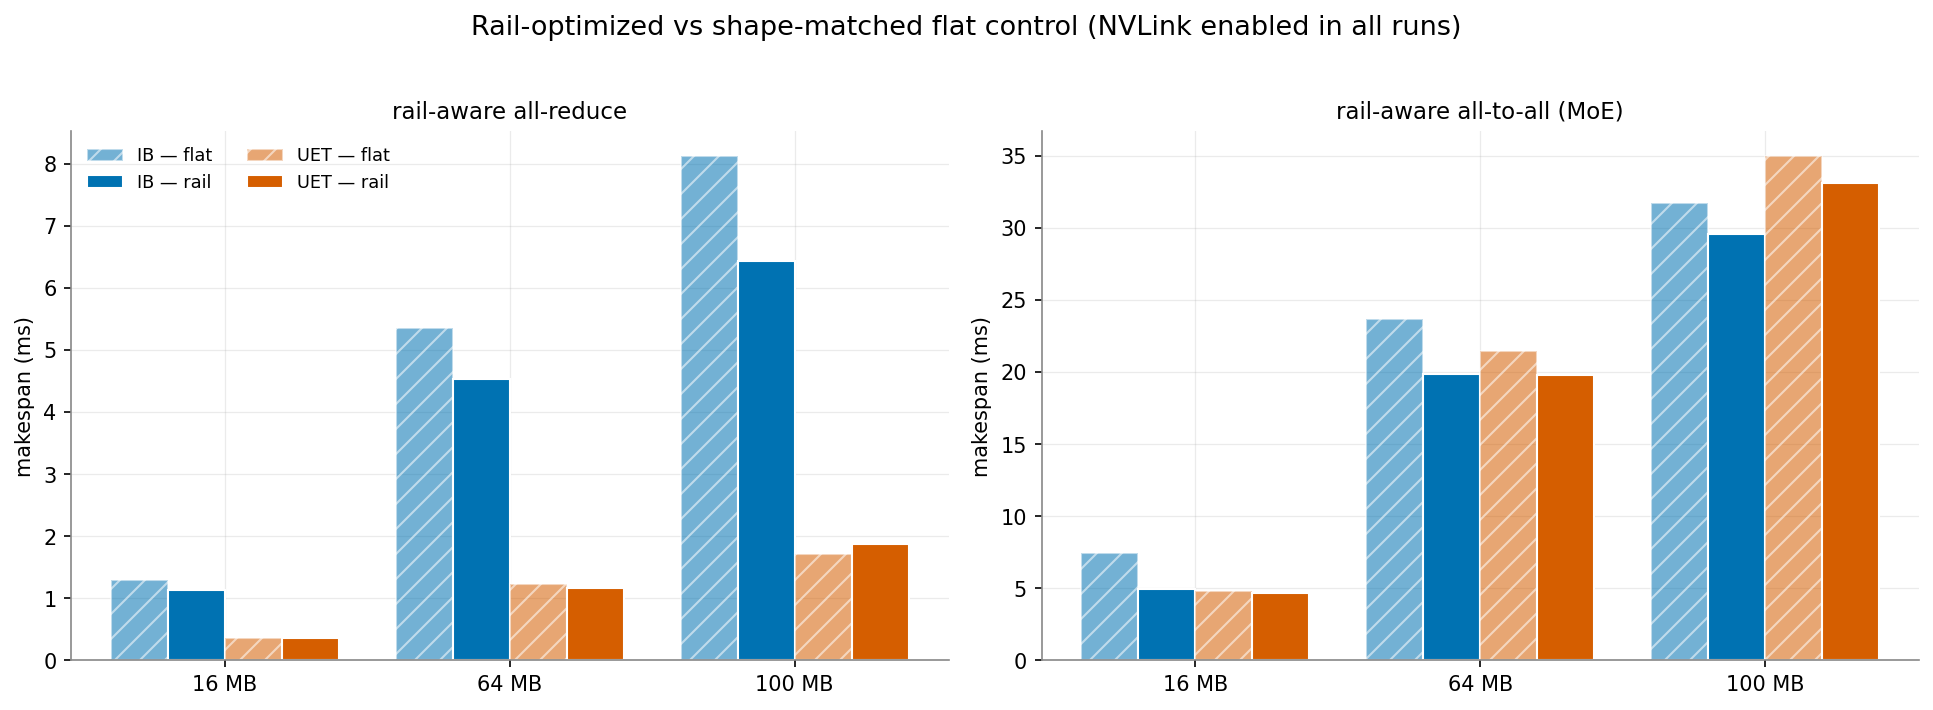 Rail-optimized vs shape-matched flat control (NVLink enabled in all runs)
rail-aware all-reduce
IB — flat
IB — rail
UET — flat
UET — rail
makespan (ms)
8
7
6
5
4
3
2
1
0
16 MB
64 MB
100 MB
rail-aware all-to-all (MoE)
makespan (ms)
35
30
25
20
15
10
5
0
16 MB
64 MB
100 MB